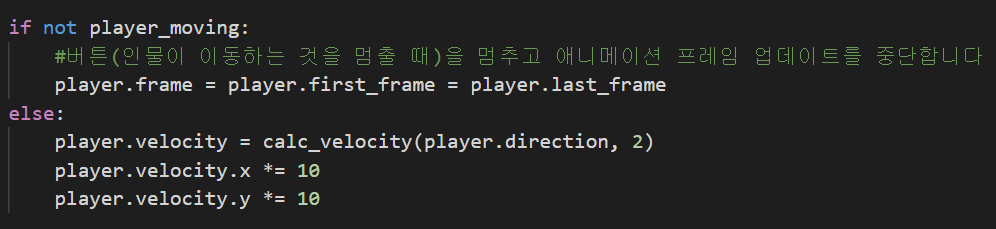 if not player_moving:
    #버튼(인물이 이동하는 것을 멈출 때)을 멈추고 애니메이션 프레임 업데이트를 중단합니다
    player.frame = player.first_frame = player.last_frame
else:
    player.velocity = calc_velocity(player.direction, 2)
    player.velocity.x *= 10
    player.velocity.y *= 10